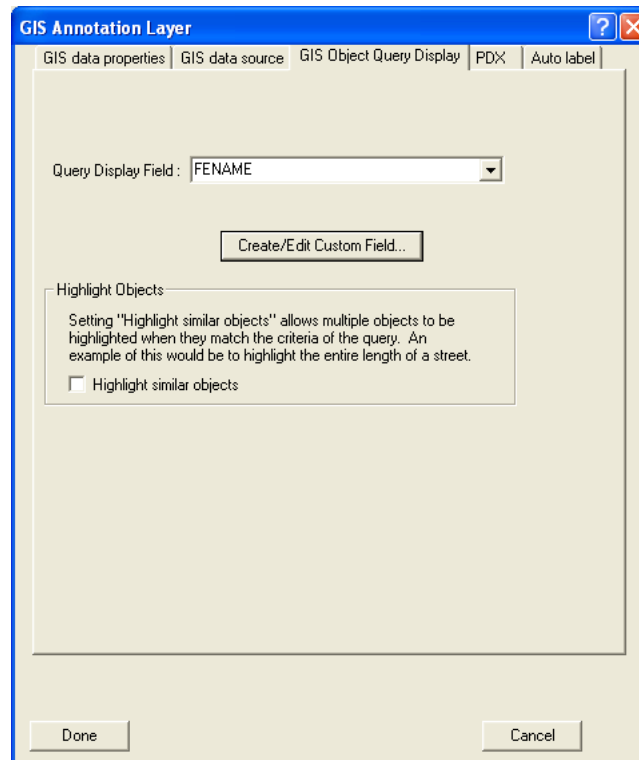 GIS Annotation Layer
GIS data properties
GIS data source
GIS Object Query Display
PDX
Auto label
Query Display Field :
FENAME
Create/Edit Custom Field...
Highlight Objects
Setting "Highlight similar objects" allows multiple objects to be
highlighted when they match the criteria of the query. An
example of this would be to highlight the entire length of a street.
Highlight similar objects
Done
Cancel